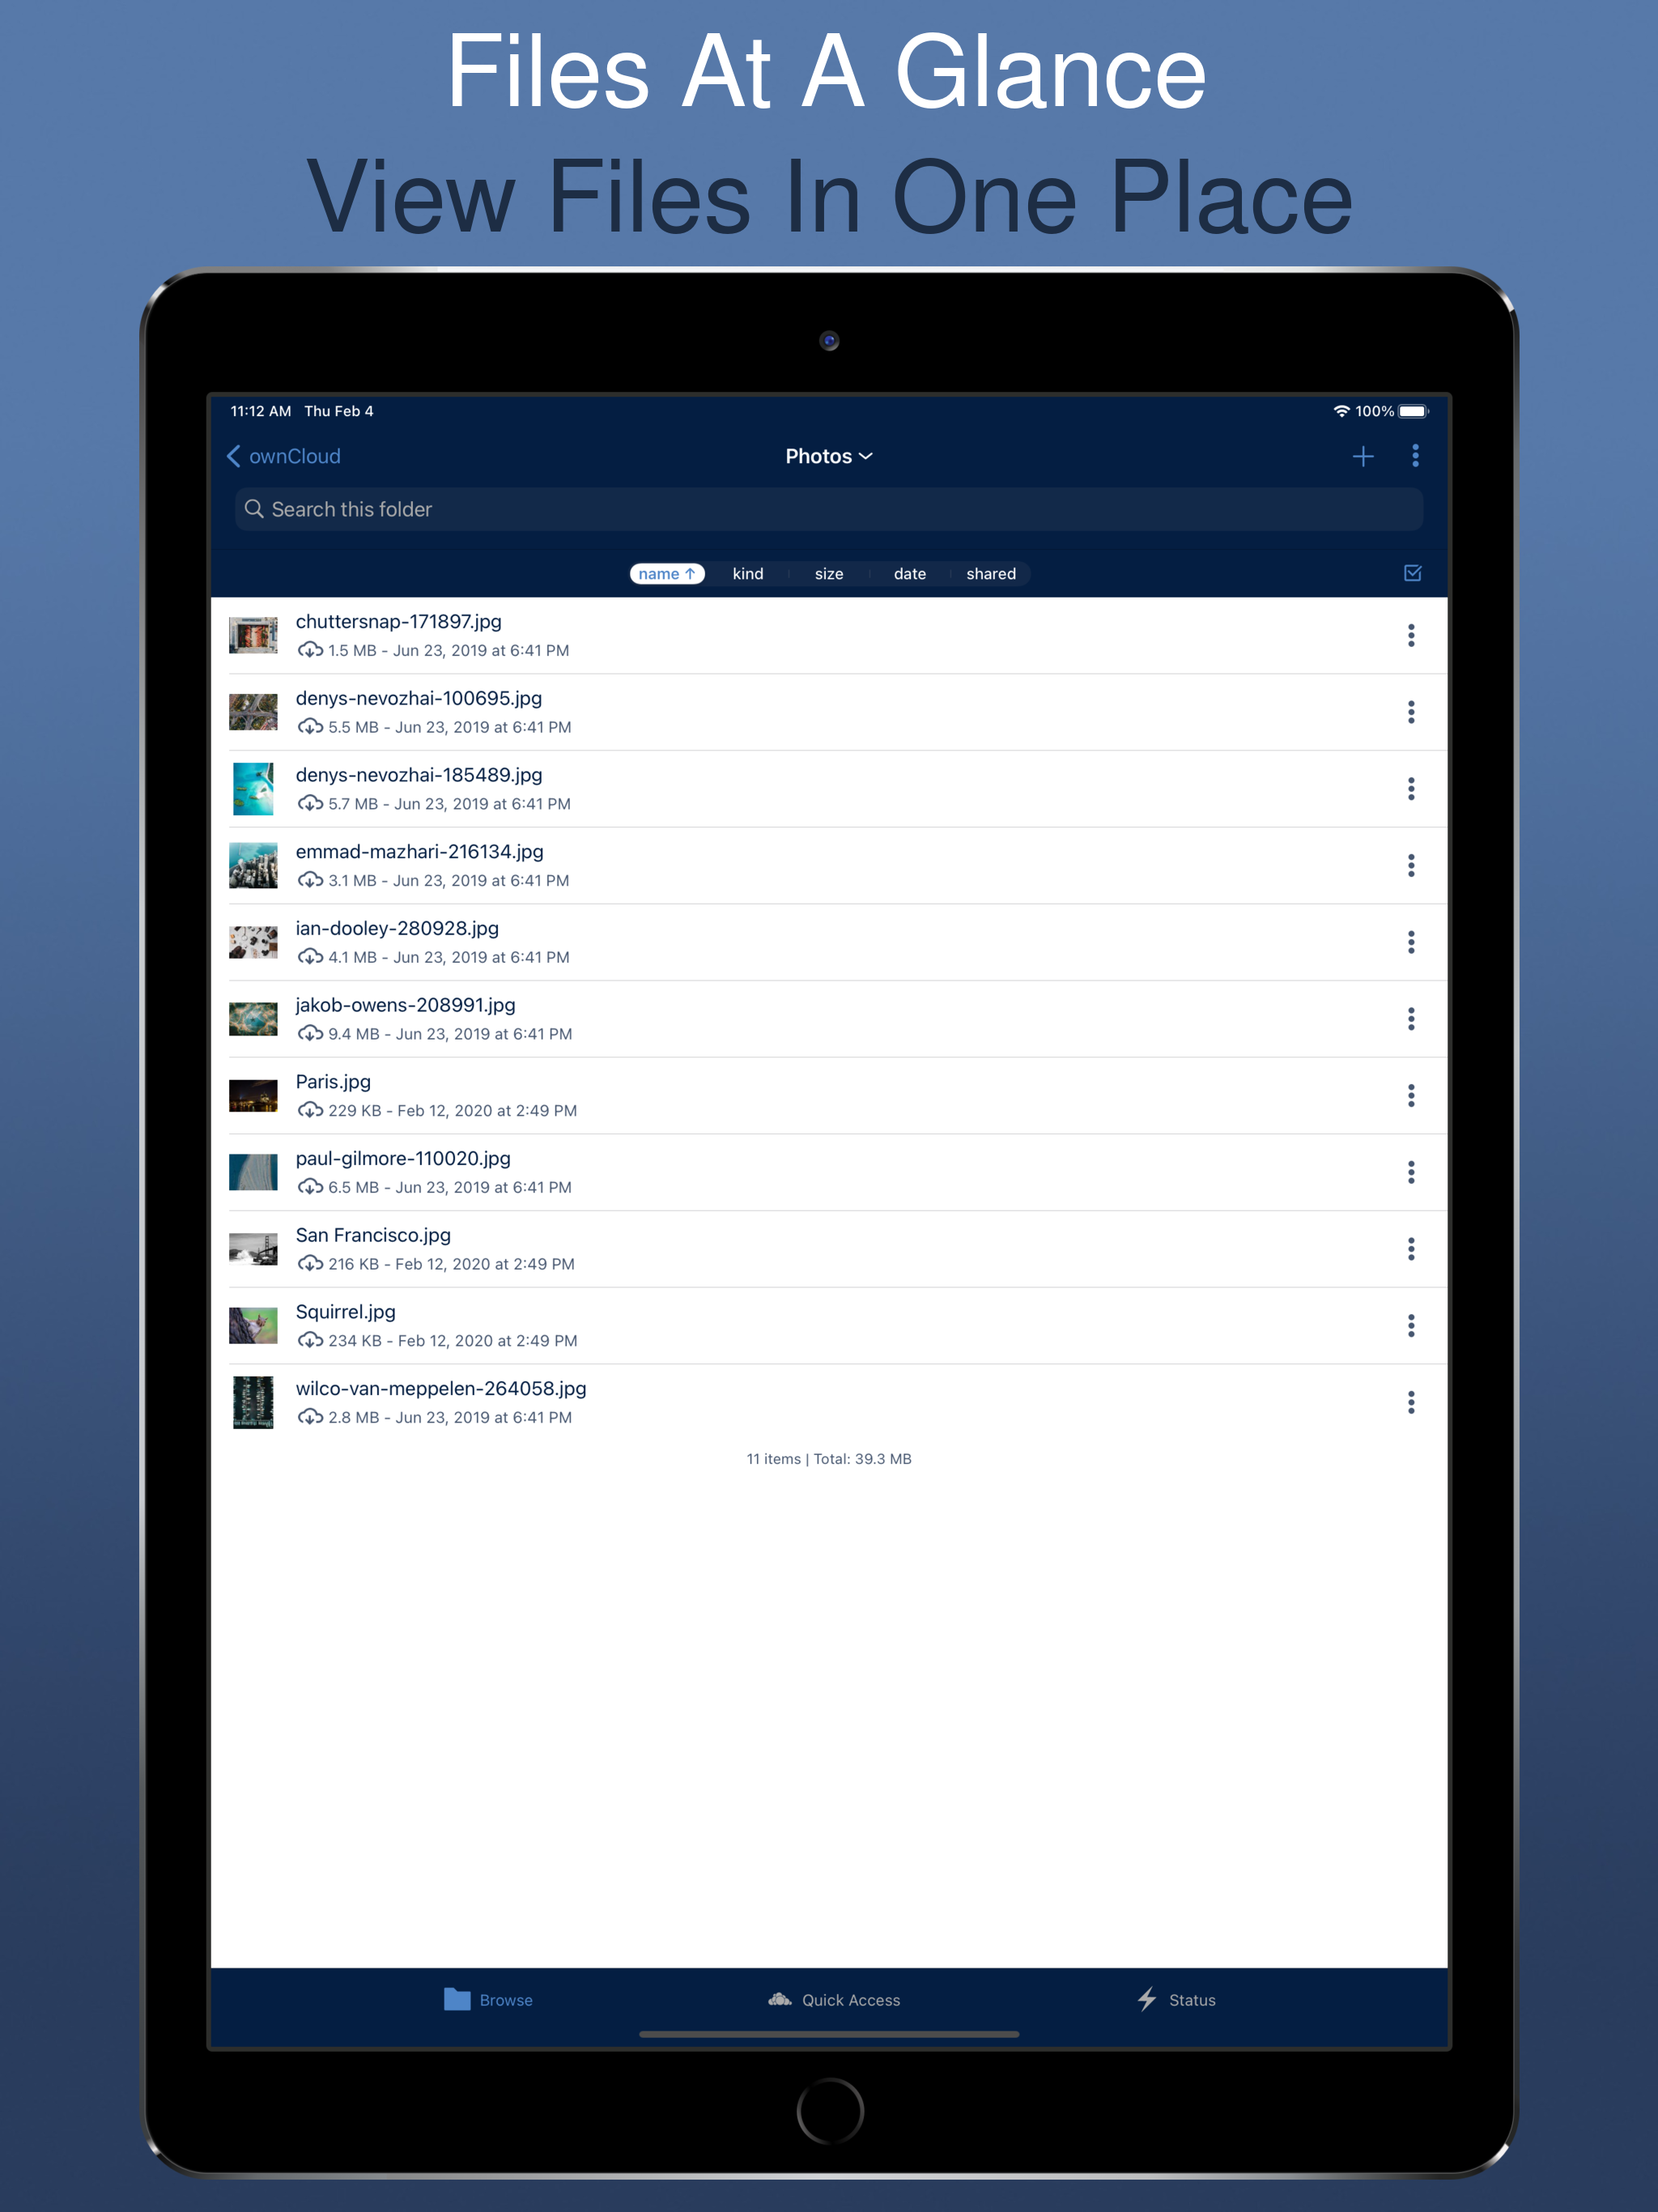 Files At A Glance
View Files In One Place
11:12 AM Thu Feb 4 100%
ownCloud Photos
Search this folder
name ↑ kind size date shared
chuttersnap-171897.jpg
1.5 MB - Jun 23, 2019 at 6:41 PM
denys-nevozhai-100695.jpg
5.5 MB - Jun 23, 2019 at 6:41 PM
denys-nevozhai-185489.jpg
5.7 MB - Jun 23, 2019 at 6:41 PM
emmad-mazhari-216134.jpg
3.1 MB - Jun 23, 2019 at 6:41 PM
ian-dooley-280928.jpg
4.1 MB - Jun 23, 2019 at 6:41 PM
jakob-owens-208991.jpg
9.4 MB - Jun 23, 2019 at 6:41 PM
Paris.jpg
229 KB - Feb 12, 2020 at 2:49 PM
paul-gilmore-110020.jpg
6.5 MB - Jun 23, 2019 at 6:41 PM
San Francisco.jpg
216 KB - Feb 12, 2020 at 2:49 PM
Squirrel.jpg
234 KB - Feb 12, 2020 at 2:49 PM
wilco-van-meppelen-264058.jpg
2.8 MB - Jun 23, 2019 at 6:41 PM
11 items | Total: 39.3 MB
Browse Quick Access Status